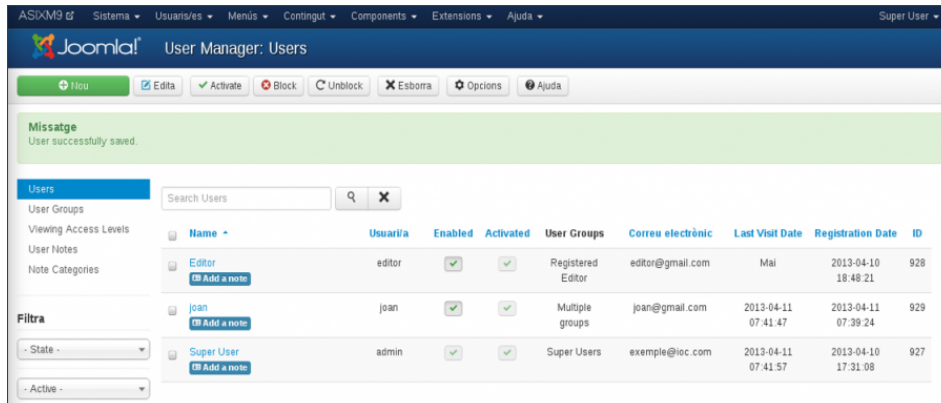 ASIXM9 Sistema Usuaris/es Menús Contingut Components Extensions Ajuda Super User
Joomla!® User Manager: Users
Nou Edita Activate Block Unblock Esborra Opcions Ajuda
Missatge
User successfully saved.
Users
User Groups
Viewing Access Levels
User Notes
Note Categories
Filtra
- State -
- Active -
Search Users
Name Usuari/a Enabled Activated User Groups Correu electrònic Last Visit Date Registration Date ID
Editor editor Registered editor@gmail.com Mai 2013-04-10 928
Add a note Editor 18:48:21
joan joan Multiple joan@gmail.com 2013-04-11 2013-04-11 929
Add a note groups 07:41:47 07:39:24
Super User admin Super Users exemple@ioc.com 2013-04-11 2013-04-10 927
Add a note 07:41:57 17:31:08